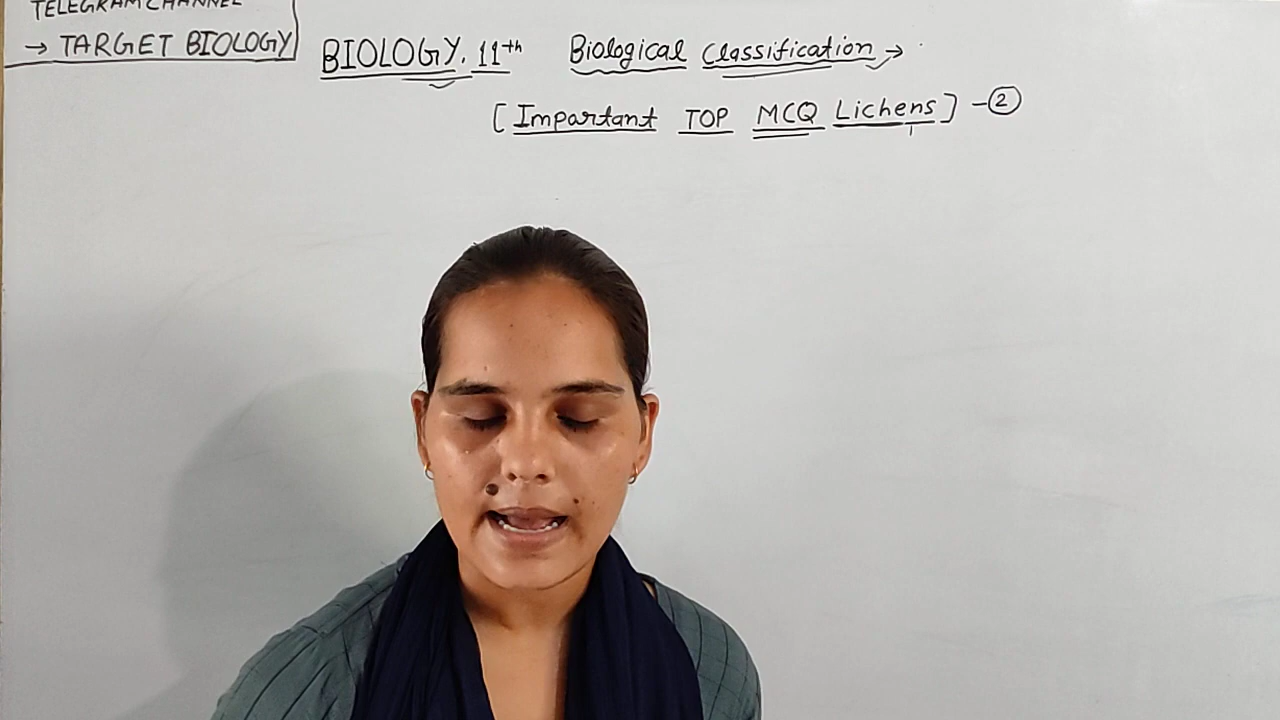 TELEGRAM CHANNEL
→ TARGET BIOLOGY
BIOLOGY. 11th Biological Classification →
[Impartant TOP MCQ Lichens] - ②